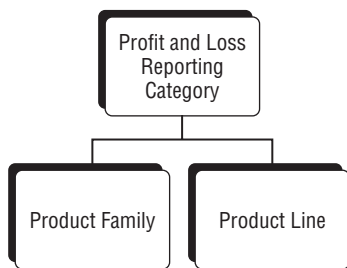 Profit and Loss
Reporting
Category
Product Family
Product Line